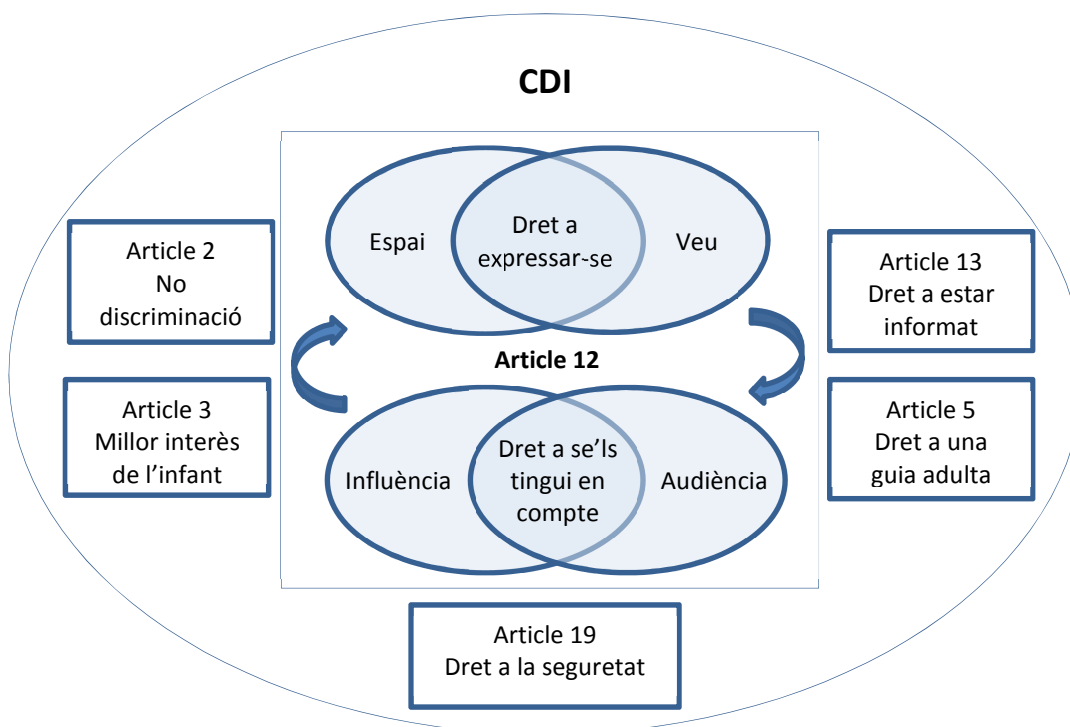 CDI
Espai
Dret a
expressar-se
Veu
Article 2
No
discriminació
Article 13
Dret a estar
informat
Article 12
Article 3
Millor interès
de l’infant
Influència
Dret a se’ls
tingui en
compte
Audiència
Article 5
Dret a una
guia adulta
Article 19
Dret a la seguretat